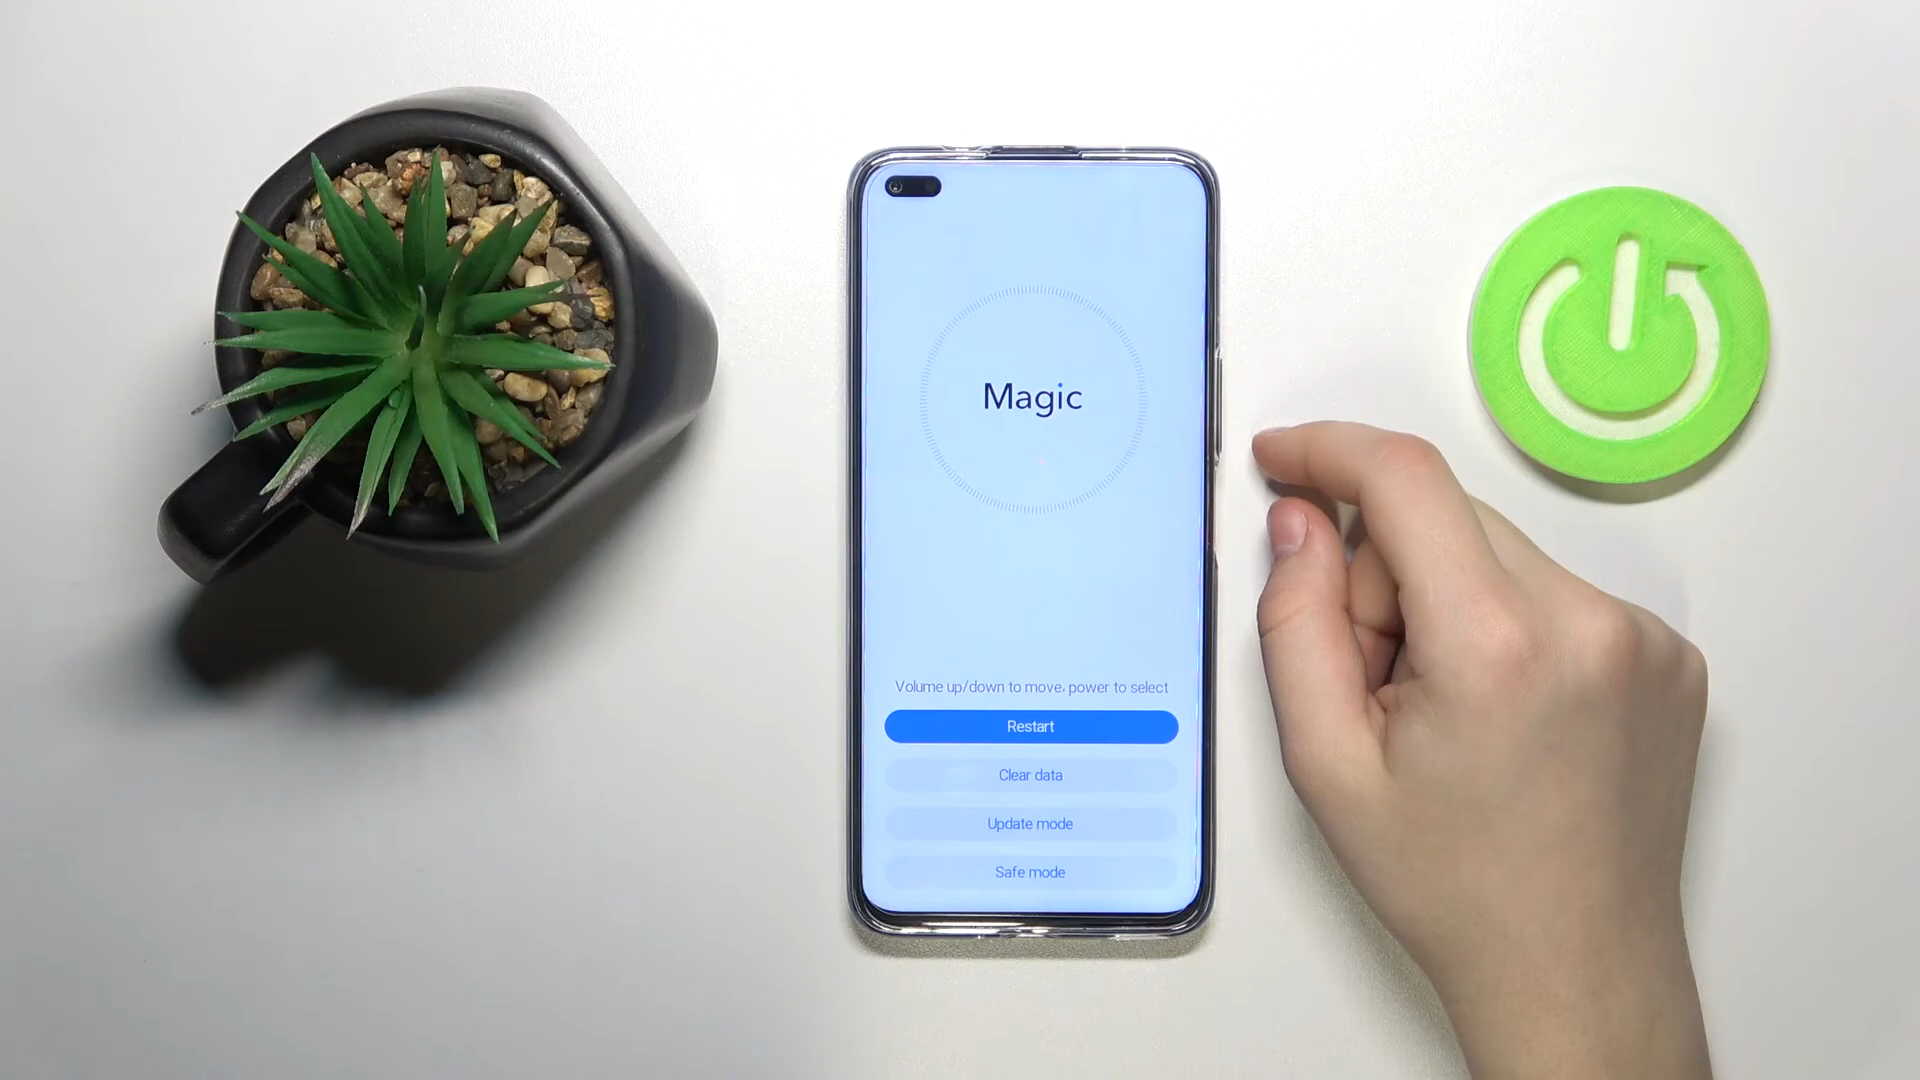 Magic
Volume up/down to move, power to select
Restart
Clear data
Update mode
Safe mode